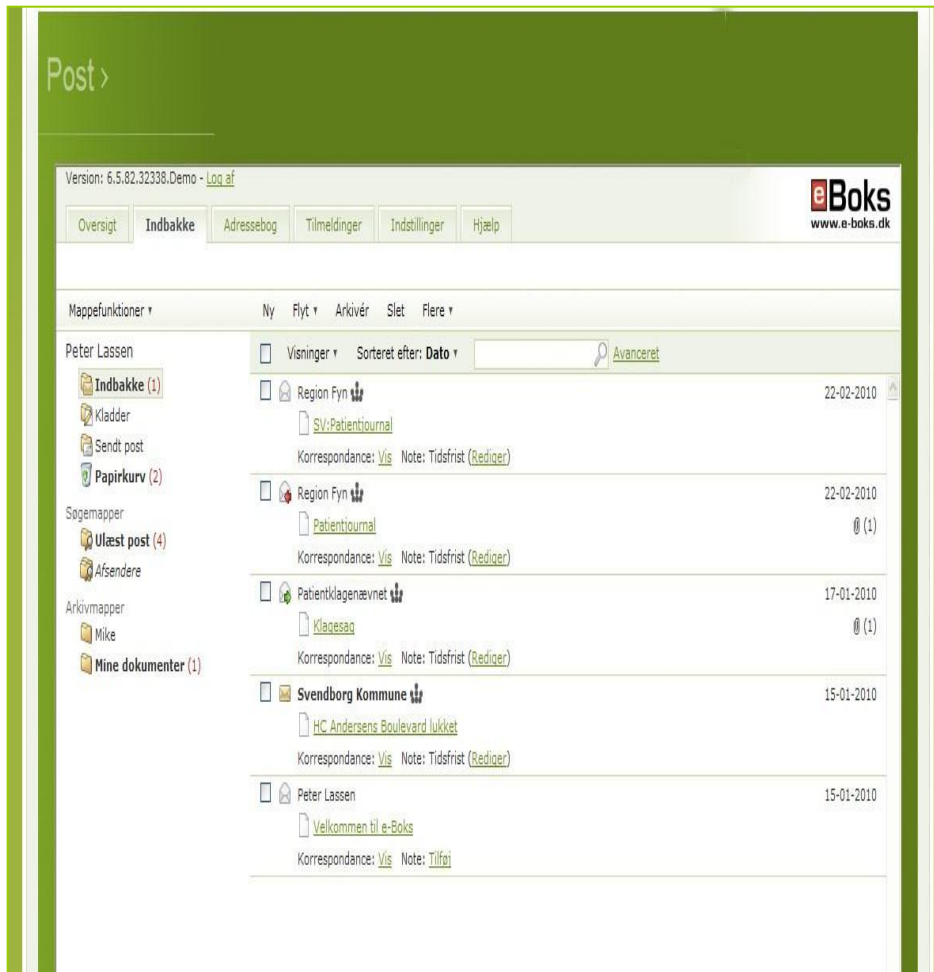 Post ›
Version: 6.5.82.32338.Demo - Log af
eBoks
www.e-boks.dk
Oversigt Indbakke Adressebog Tilmeldinger Indstillinger Hjælp
Mappefunktioner Ny Flyt Arkivér Slet Flere
Peter Lassen
Indbakke (1)
Kladder
Sendt post
Papirkurv (2)
Søgemapper
Ulæst post (4)
Afsendere
Arkivmapper
Mike
Mine dokumenter (1)
Visninger Sorteret efter: Dato Avanceret
Region Fyn 22-02-2010
SV:Patientjournal
Korrespondance: Vis Note: Tidsfrist (Rediger)
Region Fyn 22-02-2010
Patientjournal (1)
Korrespondance: Vis Note: Tidsfrist (Rediger)
Patientklagenævnet 17-01-2010
Klagesag (1)
Korrespondance: Vis Note: Tidsfrist (Rediger)
Svendborg Kommune 15-01-2010
HC Andersens Boulevard lukket
Korrespondance: Vis Note: Tidsfrist (Rediger)
Peter Lassen 15-01-2010
Velkommen til e-Boks
Korrespondance: Vis Note: Tilføj